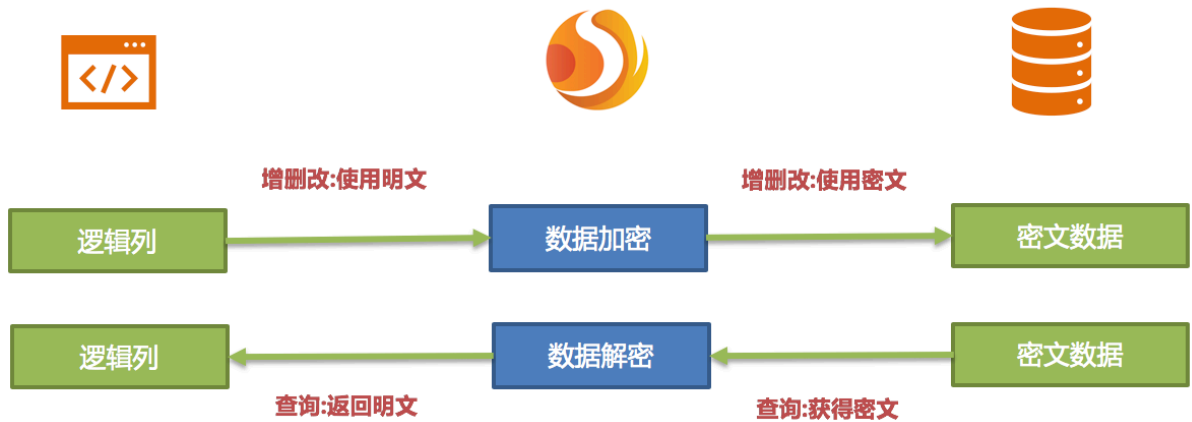 </>
增删改:使用明文
增删改:使用密文
逻辑列
数据加密
密文数据
逻辑列
数据解密
密文数据
查询:返回明文
查询:获得密文